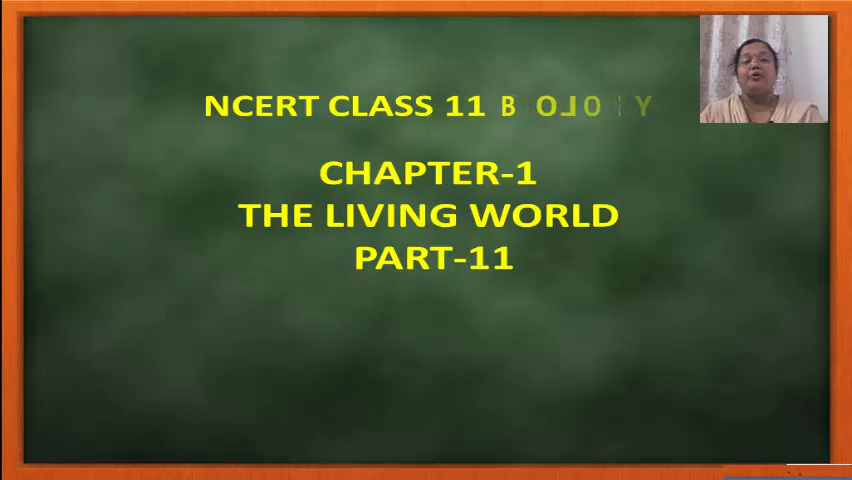 NCERT CLASS 11
CHAPTER-1
THE LIVING WORLD
PART-11